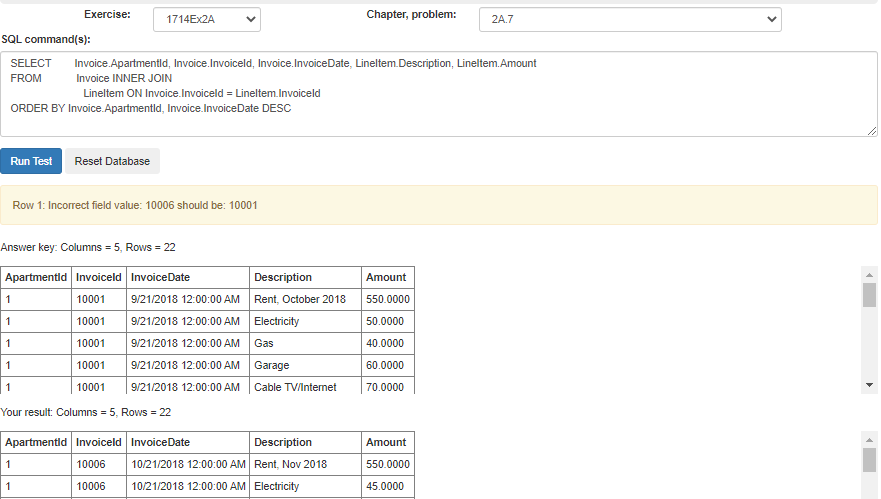 Exercise: 1714Ex2A Chapter, problem: 2A.7
SQL command(s):
SELECT Invoice.ApartmentId, Invoice.InvoiceId, Invoice.InvoiceDate, LineItem.Description, LineItem.Amount
FROM Invoice INNER JOIN
LineItem ON Invoice.InvoiceId = LineItem.InvoiceId
ORDER BY Invoice.ApartmentId, Invoice.InvoiceDate DESC
Run Test Reset Database
Row 1: Incorrect field value: 10006 should be: 10001
Answer key: Columns = 5, Rows = 22
ApartmentId InvoiceId InvoiceDate Description Amount
1 10001 9/21/2018 12:00:00 AM Rent, October 2018 550.0000
1 10001 9/21/2018 12:00:00 AM Electricity 50.0000
1 10001 9/21/2018 12:00:00 AM Gas 40.0000
1 10001 9/21/2018 12:00:00 AM Garage 60.0000
1 10001 9/21/2018 12:00:00 AM Cable TV/Internet 70.0000
Your result: Columns = 5, Rows = 22
ApartmentId InvoiceId InvoiceDate Description Amount
1 10006 10/21/2018 12:00:00 AM Rent, Nov 2018 550.0000
1 10006 10/21/2018 12:00:00 AM Electricity 45.0000